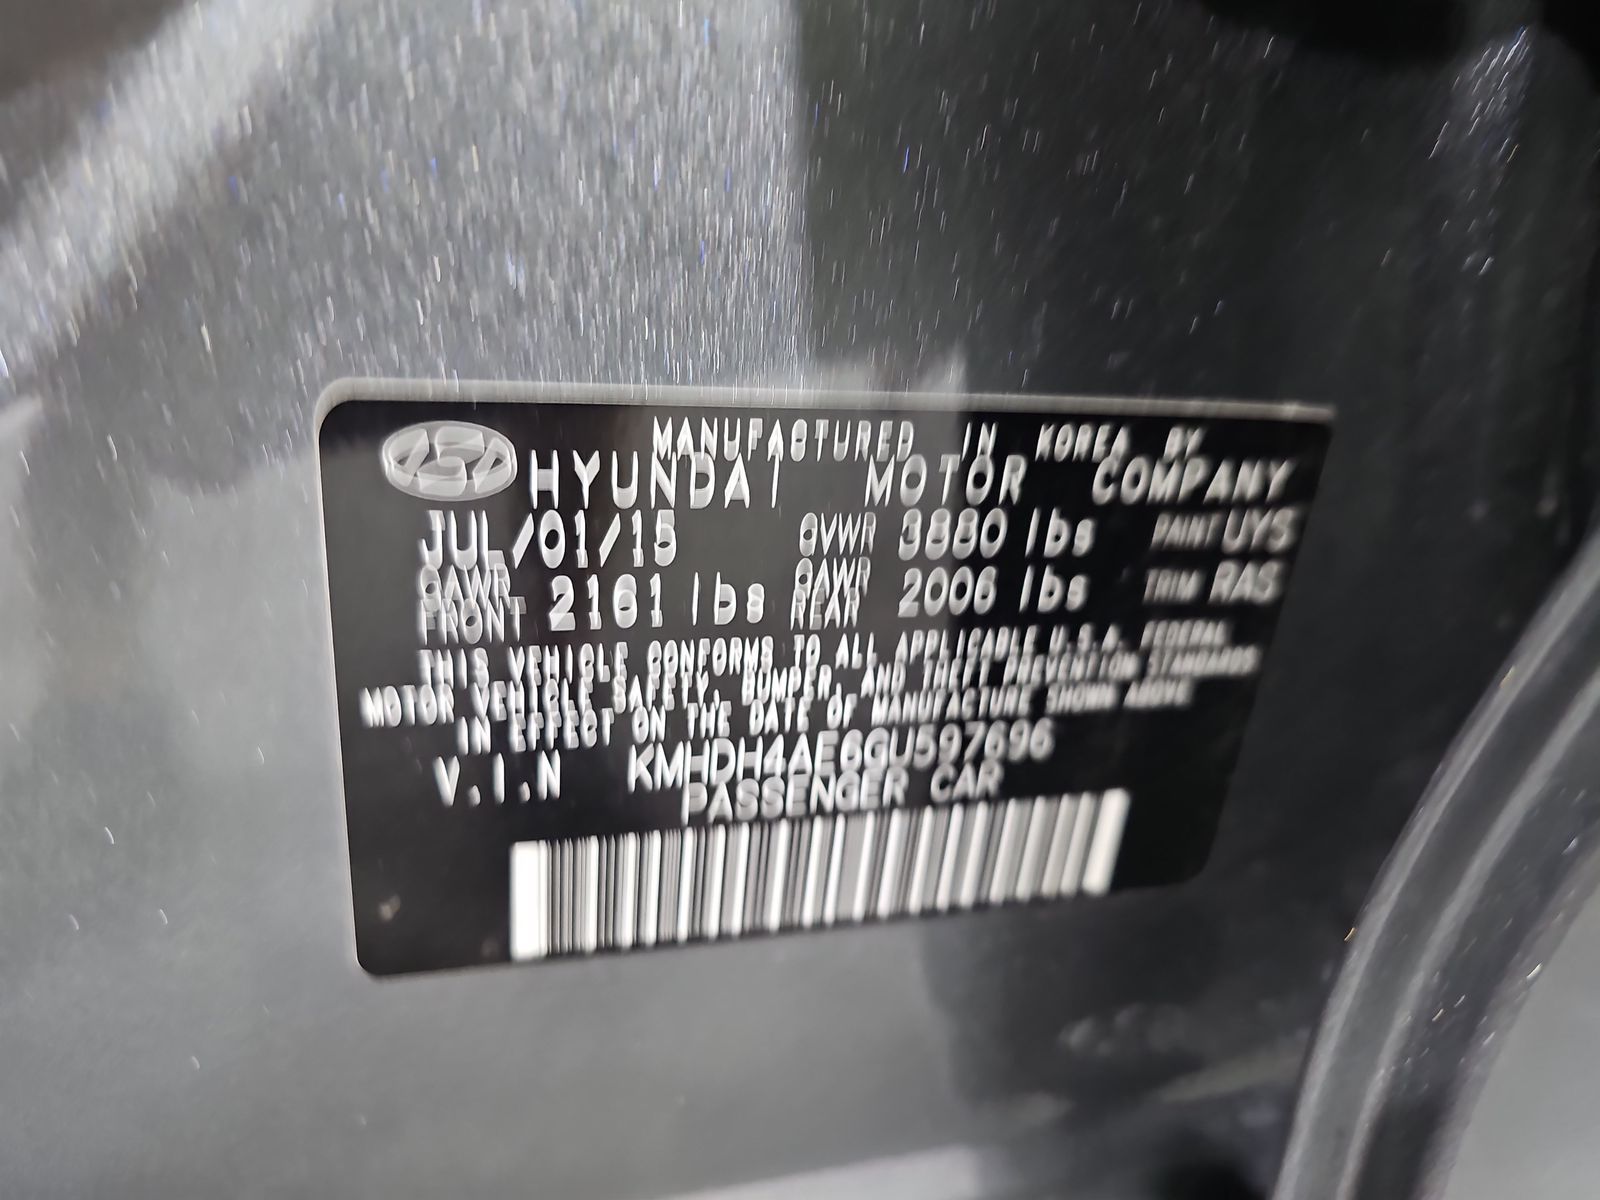 MANUFACTURED IN KOREA BY
HYUNDAI MOTOR COMPANY
JUL/01/15 GVWR 3880 lbs PAINT UYS
GAWR FRONT 2161 lbs GAWR REAR 2006 lbs TRIM RAS
THIS VEHICLE CONFORMS TO ALL APPLICABLE U.S.A. FEDERAL
MOTOR VEHICLE SAFETY, BUMPER, AND THEFT PREVENTION STANDARDS
IN EFFECT ON THE DATE OF MANUFACTURE SHOWN ABOVE
V.I.N KMHDH4AE6GU597696
PASSENGER CAR